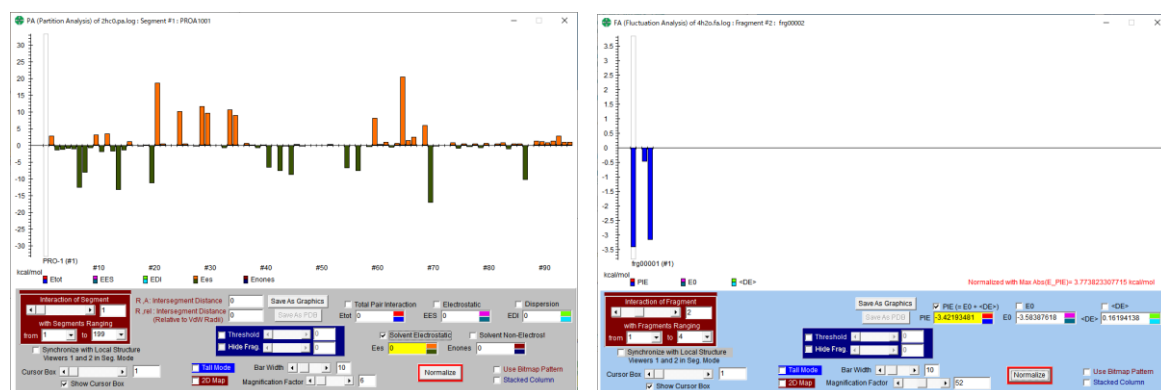 PA (Partition Analysis) of 2hc0.pa.log : Segment #1 : PROA1001
30
25
20
15
10
5
0
-5
-10
-15
-20
-25
-30
PRO-1 (#1) #10 #20 #30 #40 #50 #60 #70 #80 #90
kcal/mol
Etot EES EDI Ees Enones
Interaction of Segment
1
with Segments Ranging
from 1 to 199
Synchronize with Local Structure
Viewers 1 and 2 in Seg. Mode
Cursor Box 1
Show Cursor Box
R ,A: Intersegment Distance 0
R ,rel : Intersegment Distance 0
(Relative to VdW Radii)
Save As Graphics
Save As PDB
Threshold 0
Hide Frag. 0
Total Pair Interaction Electrostatic Dispersion
Etot 0 EES 0 EDI 0
Solvent Electrostatic Solvent Non-Electrost
Ees 0 Enones 0
Tall Mode
2D Map
Bar Width 10
Magnification Factor 6
Normalize
Use Bitmap Pattern
Stacked Column
FA (Fluctuation Analysis) of 4h2o.fa.log : Fragment #2 : frg00002
3.5
3
2.5
2
1.5
1
0.5
0
-0.5
-1
-1.5
-2
-2.5
-3
-3.5
frg00001 (#1)
kcal/mol
PIE E0 <DE>
Normalized with Max Abs(E_PIE)= 3.773823307715 kcal/mol
Interaction of Fragment
2
with Fragments Ranging
from 1 to 4
Synchronize with Local Structure
Viewers 1 and 2 in Seg. Mode
Cursor Box 1
Show Cursor Box
Save As Graphics
Save As PDB
Threshold 0
Hide Frag. 0
PIE (= E0 + <DE>) E0 <DE>
PIE -3.42193481 E0 -3.58387618 <DE> 0.16194138
Tall Mode
2D Map
Bar Width 10
Magnification Factor 52
Normalize
Use Bitmap Pattern
Stacked Column